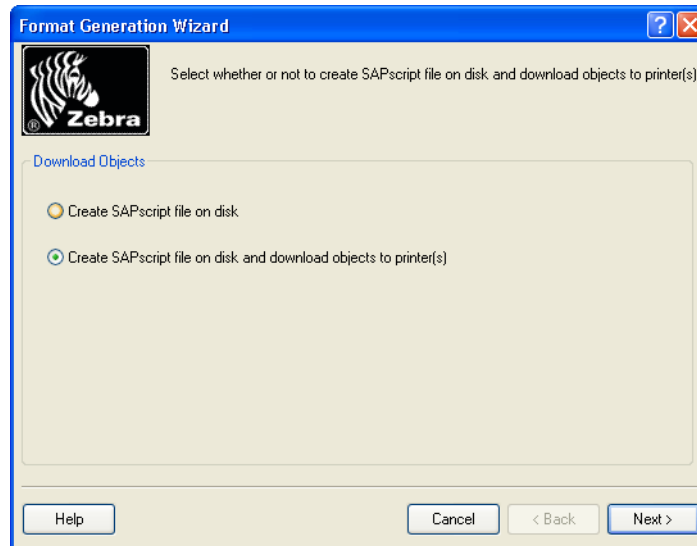 Format Generation Wizard
?
X
Select whether or not to create SAPscript file on disk and download objects to printer(s)
® Zebra
Download Objects
Create SAPscript file on disk
Create SAPscript file on disk and download objects to printer(s)
Help
Cancel
< Back
Next >